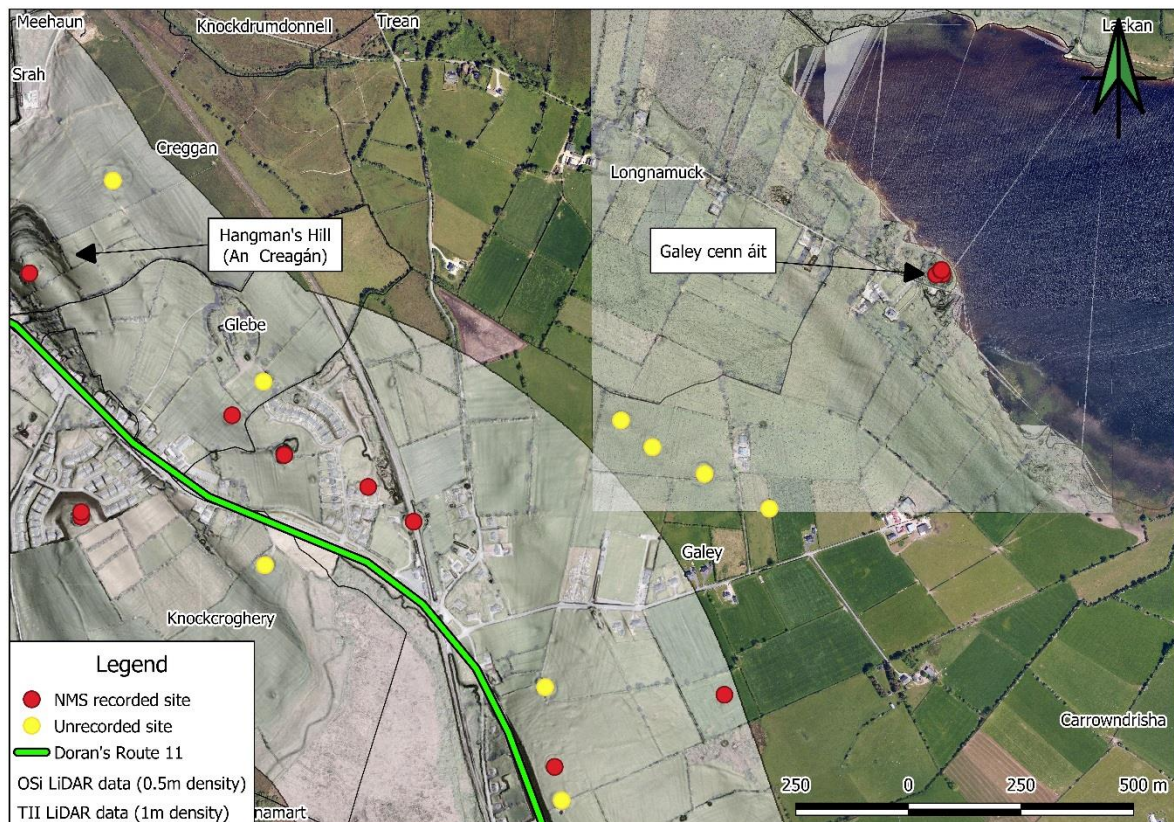 Meehaun
Knockdrumdonnell
Trean
Lackan
Srah
Creggan
Longnamuck
Hangman's Hill
(An Creagán)
Galey cenn áit
Glebe
Galey
Knockcroghery
Carrowndrisha
Legend
NMS recorded site
Unrecorded site
Doran's Route 11
OSi LiDAR data (0.5m density)
TII LiDAR data (1m density)
namart
250 0 250 500 m